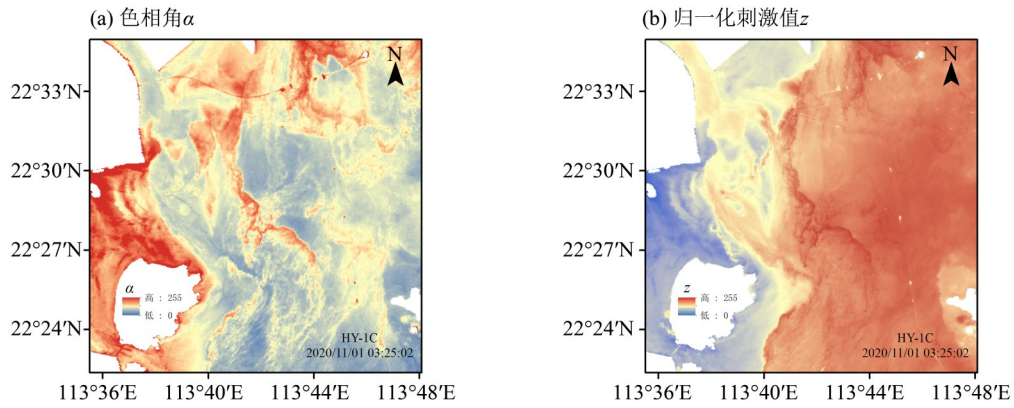 (a) 色相角α
(b) 归一化刺激值z
N
22°33′N
22°30′N
22°27′N
22°24′N
α
高 : 255
低 : 0
HY-1C
2020/11/01 03:25:02
113°36′E
113°40′E
113°44′E
113°48′E
N
22°33′N
22°30′N
22°27′N
22°24′N
z
高 : 255
低 : 0
HY-1C
2020/11/01 03:25:02
113°36′E
113°40′E
113°44′E
113°48′E